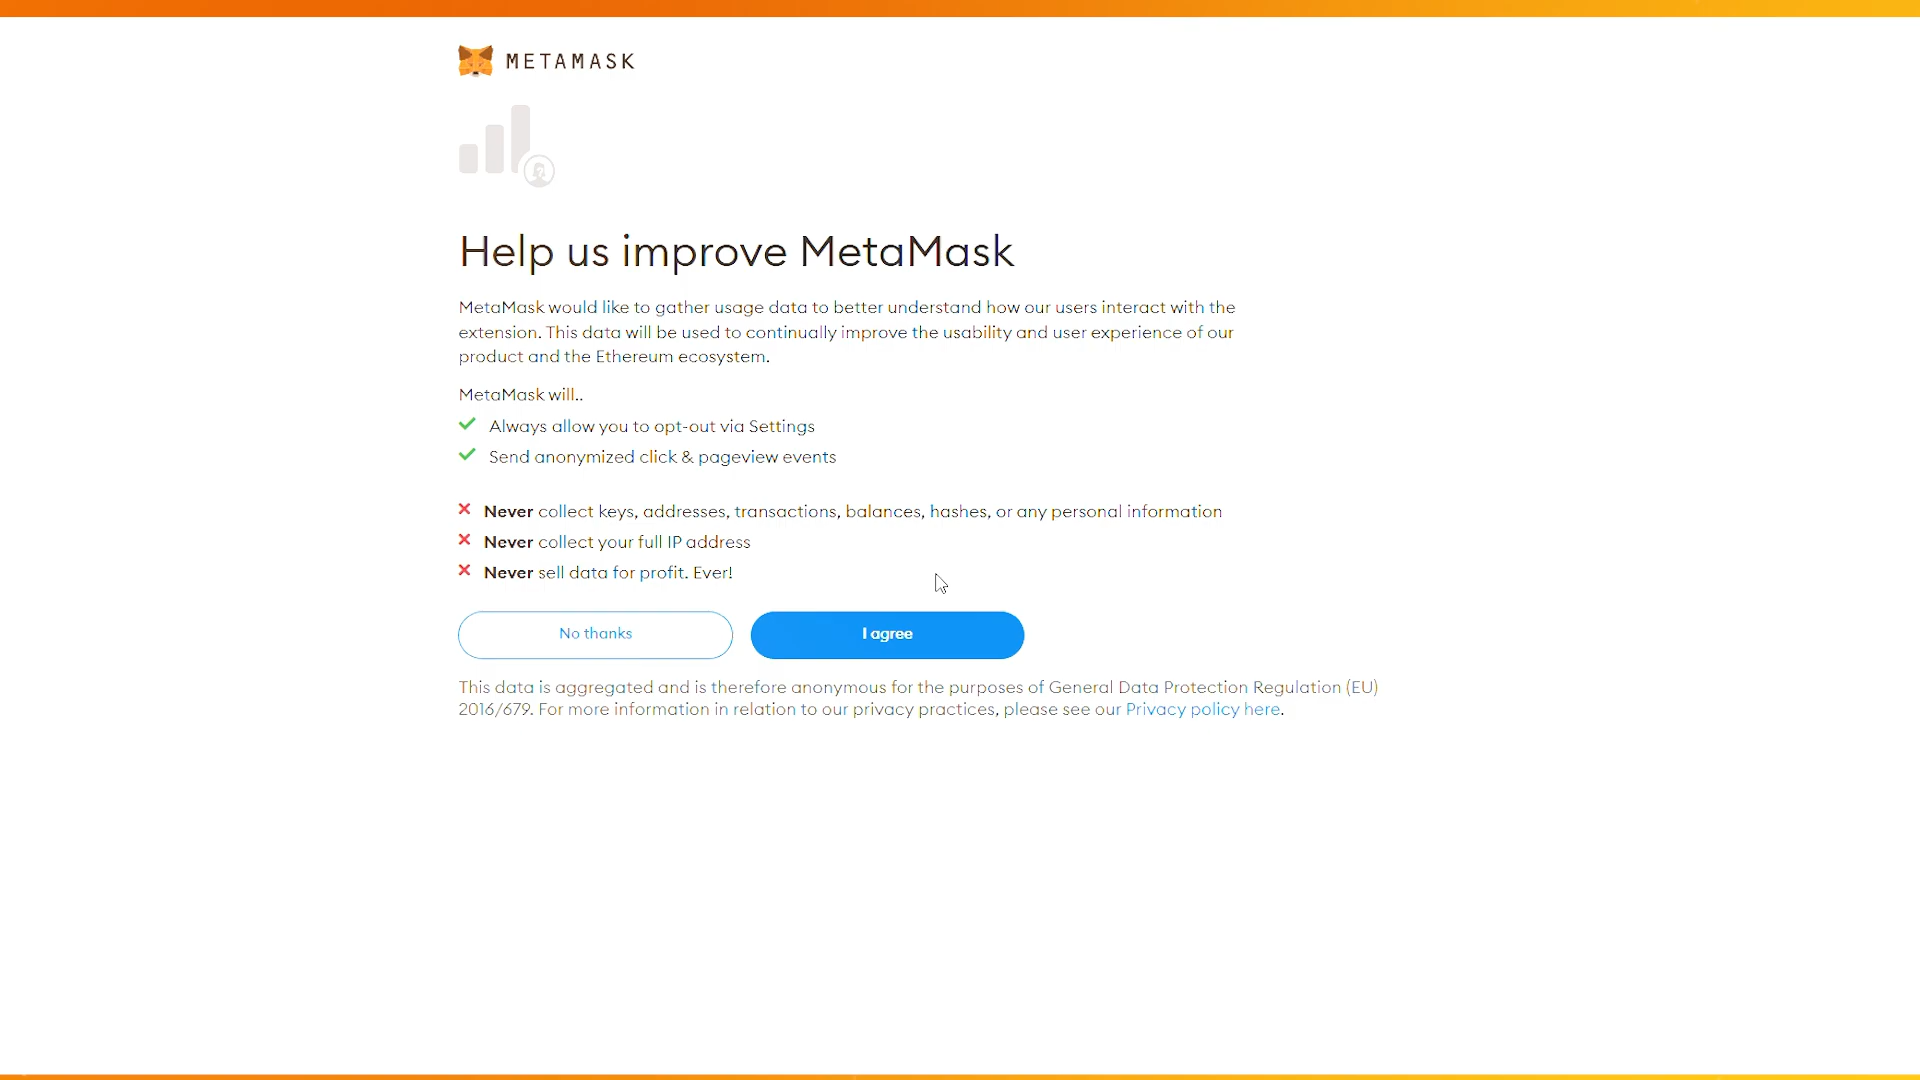 METAMASK
Help us improve MetaMask
MetaMask would like to gather usage data to better understand how our users interact with the
extension. This data will be used to continually improve the usability and user experience of our
product and the Ethereum ecosystem.
MetaMask will..
Always allow you to opt-out via Settings
Send anonymized click & pageview events
Never collect keys, addresses, transactions, balances, hashes, or any personal information
Never collect your full IP address
Never sell data for profit. Ever!
No thanks
I agree
This data is aggregated and is therefore anonymous for the purposes of General Data Protection Regulation (EU)
2016/679. For more information in relation to our privacy practices, please see our Privacy policy here.